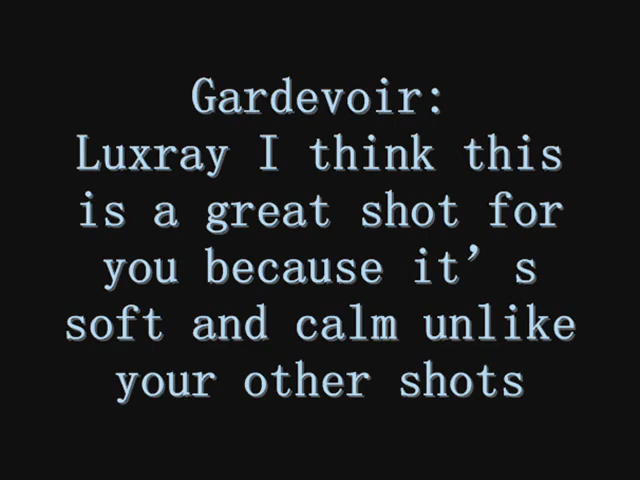 Gardevoir:
Luxray I think this
is a great shot for
you because it’s
soft and calm unlike
your other shots